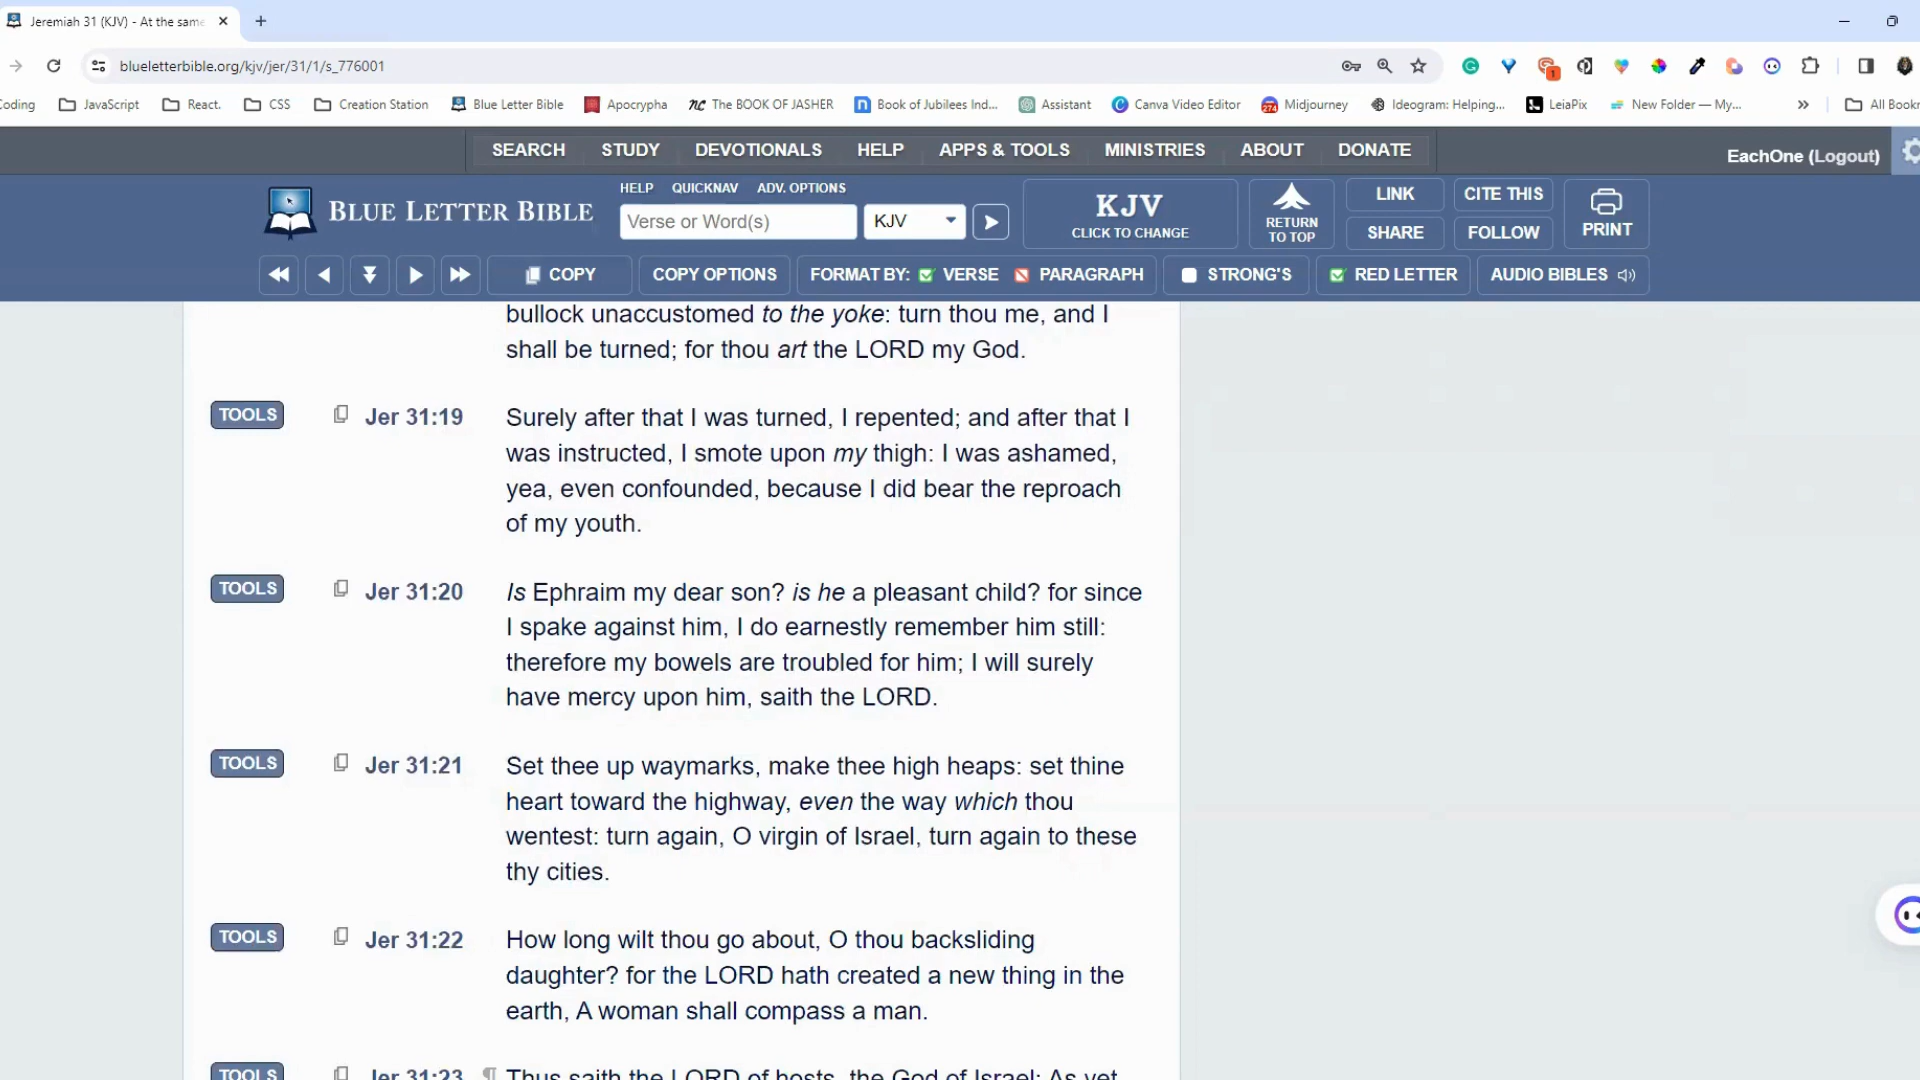 Jeremiah 31 (KJV) - At the same
blueletterbible.org/kjv/jer/31/1/s_776001
1
Coding JavaScript React. CSS Creation Station Blue Letter Bible Apocrypha The BOOK OF JASHER Book of Jubilees Ind... Assistant Canva Video Editor 274 Midjourney Ideogram: Helping... LeiaPix New Folder — My... » All Bookr
SEARCH STUDY DEVOTIONALS HELP APPS & TOOLS MINISTRIES ABOUT DONATE
EachOne (Logout)
HELP QUICKNAV ADV. OPTIONS
BLUE LETTER BIBLE
Verse or Word(s) KJV
KJV
CLICK TO CHANGE
RETURN
TO TOP
LINK CITE THIS
SHARE FOLLOW
PRINT
COPY COPY OPTIONS FORMAT BY: VERSE PARAGRAPH STRONG'S RED LETTER AUDIO BIBLES
bullock unaccustomed to the yoke: turn thou me, and I
shall be turned; for thou art the LORD my God.
TOOLS Jer 31:19 Surely after that I was turned, I repented; and after that I
was instructed, I smote upon my thigh: I was ashamed,
yea, even confounded, because I did bear the reproach
of my youth.
TOOLS Jer 31:20 Is Ephraim my dear son? is he a pleasant child? for since
I spake against him, I do earnestly remember him still:
therefore my bowels are troubled for him; I will surely
have mercy upon him, saith the LORD.
TOOLS Jer 31:21 Set thee up waymarks, make thee high heaps: set thine
heart toward the highway, even the way which thou
wentest: turn again, O virgin of Israel, turn again to these
thy cities.
TOOLS Jer 31:22 How long wilt thou go about, O thou backsliding
daughter? for the LORD hath created a new thing in the
earth, A woman shall compass a man.
TOOLS Jer 31:23 ¶ Thus saith the LORD of hosts, the God of Israel; As yet